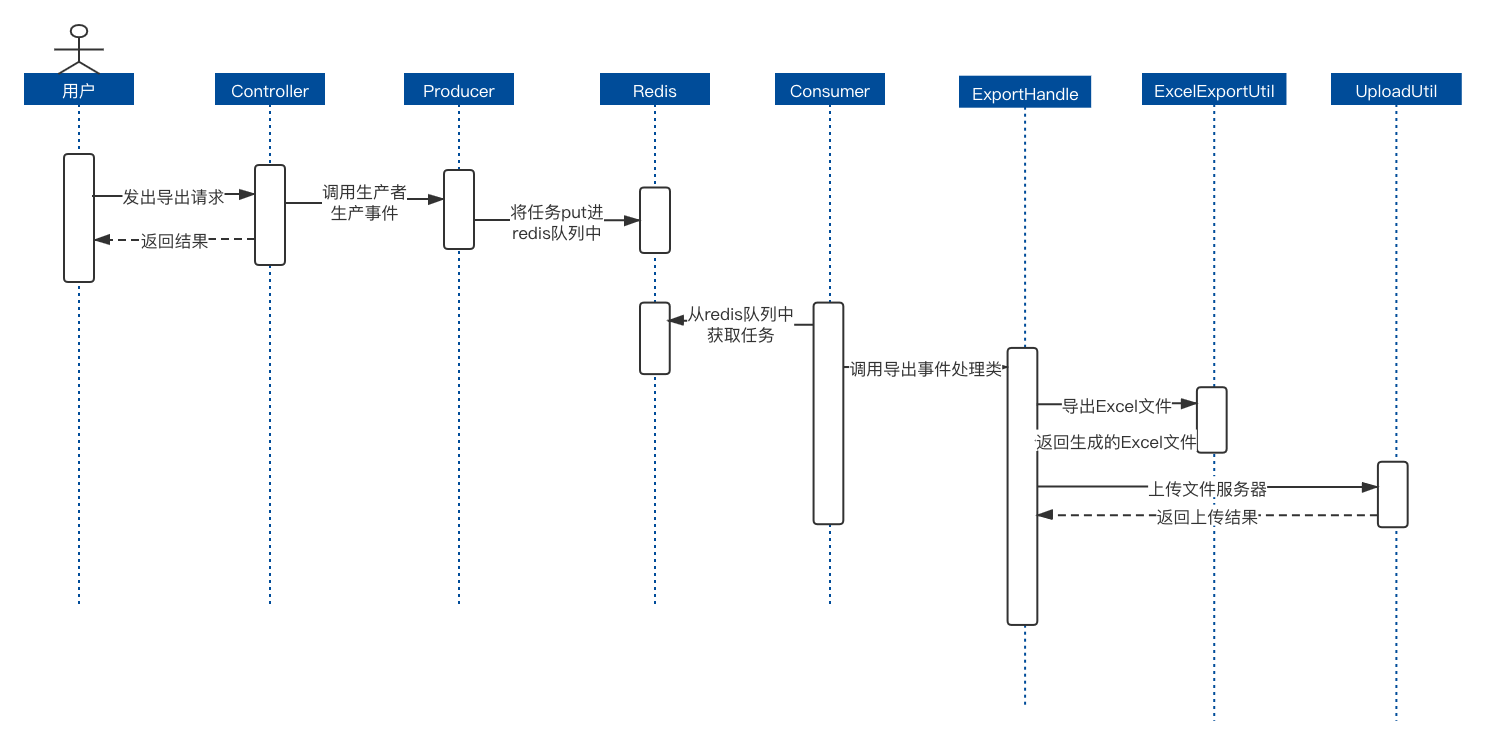 用户
Controller
Producer
Redis
Consumer
ExportHandle
ExcelExportUtil
UploadUtil
发出导出请求
调用生产者
生产事件
将任务put进
redis队列中
返回结果
从redis队列中
获取任务
调用导出事件处理类
导出Excel文件
返回生成的Excel文件
上传文件服务器
返回上传结果